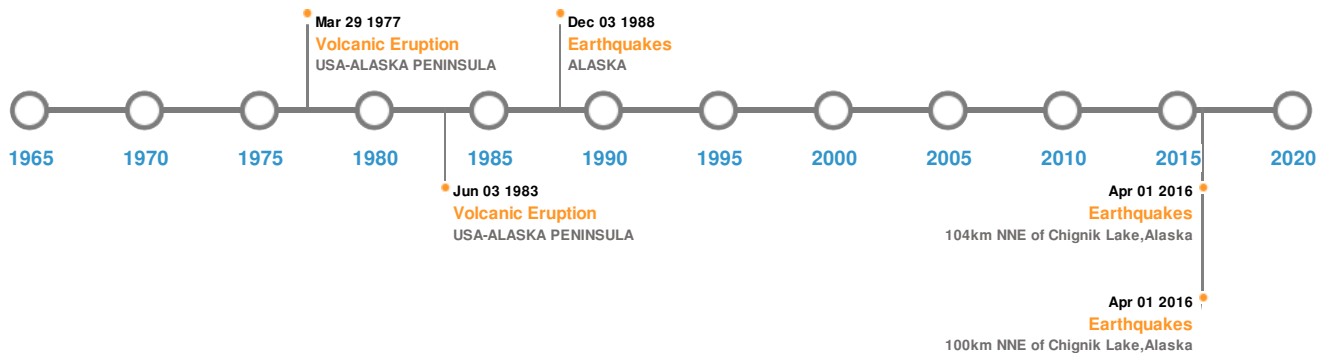 Mar 29 1977
Volcanic Eruption
USA-ALASKA PENINSULA
Dec 03 1988
Earthquakes
ALASKA
1965 1970 1975 1980 1985 1990 1995 2000 2005 2010 2015 2020
Jun 03 1983
Volcanic Eruption
USA-ALASKA PENINSULA
Apr 01 2016
Earthquakes
104km NNE of Chignik Lake,Alaska
Apr 01 2016
Earthquakes
100km NNE of Chignik Lake,Alaska